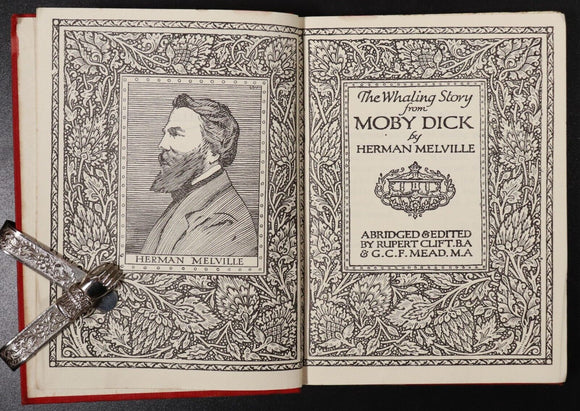 HERMAN MELVILLE
The Whaling Story
from
MOBY DICK
by
HERMAN MELVILLE
ABRIDGED & EDITED
BY RUPERT CLIFT. B.A
& G.C.F. MEAD, M.A